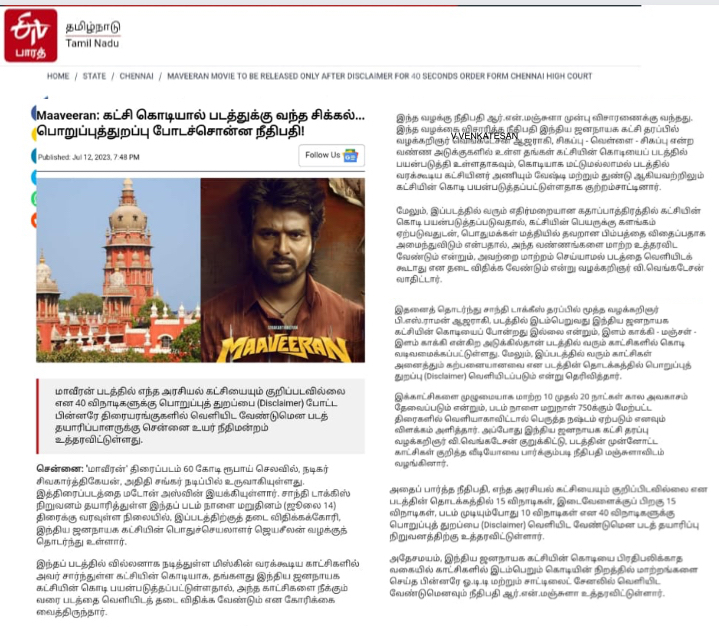 ETV
பாரத்
தமிழ்நாடு
Tamil Nadu
HOME / STATE / CHENNAI / MAVEERAN MOVIE TO BE RELEASED ONLY AFTER DISCLAIMER FOR 40 SECONDS ORDER FORM CHENNAI HIGH COURT
Maaveeran: கட்சி கொடியால் படத்துக்கு வந்த சிக்கல்...
பொறுப்புத்துறப்பு போடச்சொன்ன நீதிபதி!
Published: Jul 12, 2023, 7:48 PM
Follow Us
MAAVEERAN
மாவீரன் படத்தில் எந்த அரசியல் கட்சியையும் குறிப்படவில்லை
என 40 விநாடிகளுக்கு பொறுப்புத் துறப்பை (Disclaimer) போட்ட
பின்னரே திரையரங்குகளில் வெளியிட வேண்டுமென படத்
தயாரிப்பாளருக்கு சென்னை உயர் நீதிமன்றம்
உத்தரவிட்டுள்ளது.
சென்னை: 'மாவீரன்' திரைப்படம் 60 கோடி ரூபாய் செலவில், நடிகர்
சிவகார்த்திகேயன், அதிதி சங்கர் நடிப்பில் உருவாகியுள்ளது.
இத்திரைப்படத்தை மடோன் அஸ்வின் இயக்கியுள்ளார். சாந்தி டாக்கிஸ்
நிறுவனம் தயாரித்துள்ள இந்தப் படம் நாளை மறுதினம் (ஜூலை 14)
திரைக்கு வரவுள்ள நிலையில், இப்படத்திற்குத் தடை விதிக்கக்கோரி,
இந்திய ஜனநாயக கட்சியின் பொதுச்செயலாளர் ஜெயசீலன் வழக்குத்
தொடர்ந்து உள்ளார்.
இந்தப் படத்தில் வில்லனாக நடித்துள்ள மிஸ்கின் வரக்கூடிய காட்சிகளில்
அவர் சார்ந்துள்ள கட்சியின் கொடியாக, தங்களது இந்திய ஜனநாயக
கட்சியின் கொடி பயன்படுத்தப்பட்டுள்ளதால், அந்த காட்சிகளை நீக்கும்
வரை படத்தை வெளியிடத் தடை விதிக்க வேண்டும் என கோரிக்கை
வைத்திருந்தார்.
இந்த வழக்கு நீதிபதி ஆர்.என்.மஞ்சுளா முன்பு விசாரணைக்கு வந்தது.
இந்த வழக்கை விசாரித்த நீதிபதி இந்திய ஜனநாயக கட்சி தரப்பில்
V.VENKATESAN
வழக்கறிஞர் வெங்கடேசன் ஆஜராகி, சிகப்பு - வெள்ளை - சிகப்பு என்ற
வண்ண அடுக்குகளில் உள்ள தங்கள் கட்சியின் கொடியைப் படத்தில்
பயன்படுத்தி உள்ளதாகவும், கொடியாக மட்டுமல்லாமல் படத்தில்
வரக்கூடிய கட்சியினர் அணியும் வேஷ்டி மற்றும் துண்டு ஆகியவற்றிலும்
கட்சியின் கொடி பயன்படுத்தப்பட்டுள்ளதாக குற்றம்சாட்டினார்.
மேலும், இப்படத்தில் வரும் எதிர்மறையான கதாப்பாத்திரத்தில் கட்சியின்
கொடி பயன்படுத்தப்படுவதால், கட்சியின் பெயருக்கு களங்கம்
ஏற்படுவதுடன், பொதுமக்கள் மத்தியில் தவறான பிம்பத்தை விதைப்பதாக
அமைந்துவிடும் என்பதால், அந்த வண்ணங்களை மாற்ற உத்தரவிட
வேண்டும் என்றும், அவற்றை மாற்றம் செய்யாமல் படத்தை வெளியிடக்
கூடாது என தடை விதிக்க வேண்டும் என்று வழக்கறிஞர் வி.வெங்கடேசன்
வாதிட்டார்.
இதனைத் தொடர்ந்து சாந்தி டாக்கீஸ் தரப்பில் மூத்த வழக்கறிஞர்
பி.எஸ்.ராமன் ஆஜராகி, படத்தில் இடம்பெறுவது இந்திய ஜனநாயக
கட்சியின் கொடியைப் போன்றது இல்லை என்றும், இளம் காக்கி - மஞ்சள் -
இளம் காக்கி என்கிற அடுக்கில்தான் படத்தில் வரும் காட்சிகளில் கொடி
வடிவமைக்கப்பட்டுள்ளது. மேலும், இப்படத்தில் வரும் காட்சிகள்
அனைத்தும் கற்பனையானவை என படத்தின் தொடக்கத்தில் பொறுப்புத்
துறப்பு (Disclaimer) வெளியிடப்படும் என்று தெரிவித்தார்.
இக்காட்சிகளை முழுமையாக மாற்ற 10 முதல் 20 நாட்கள் கால அவகாசம்
தேவைப்படும் என்றும், படம் நாளை மறுநாள் 750க்கும் மேற்பட்ட
திரைகளில் வெளியாகாவிட்டால் பெருத்த நஷ்டம் ஏற்படும் எனவும்
விளக்கம் அளித்தார். அப்போது இந்திய ஜனநாயக கட்சி தரப்பு
வழக்கறிஞர் வி.வெங்கடேசன் குறுக்கிட்டு, படத்தின் முன்னோட்ட
காட்சிகள் குறித்த வீடியோவை பார்க்கும்படி நீதிபதி மஞ்சுளாவிடம்
வழங்கினார்.
அதைப் பார்த்த நீதிபதி, எந்த அரசியல் கட்சியையும் குறிப்பிடவில்லை என
படத்தின் தொடக்கத்தில் 15 விநாடிகள், இடைவேளைக்குப் பிறகு 15
விநாடிகள், படம் முடியும்போது 10 விநாடிகள் என 40 விநாடிகளுக்கு
பொறுப்புத் துறப்பை (Disclaimer) வெளியிட வேண்டுமென பட தயாரிப்பு
நிறுவனத்திற்கு உத்தரவிட்டுள்ளார்.
அதேசமயம், இந்திய ஜனநாயக கட்சியின் கொடியை பிரதிபலிக்காத
வகையில் காட்சிகளில் இடம்பெறும் கொடியின் நிறத்தில் மாற்றங்களை
செய்த பின்னரே ஓ.டி.டி மற்றும் சாட்டிலைட் சேனலில் வெளியிட
வேண்டுமெனவும் நீதிபதி ஆர்.என்.மஞ்சுளா உத்தரவிட்டுள்ளார்.